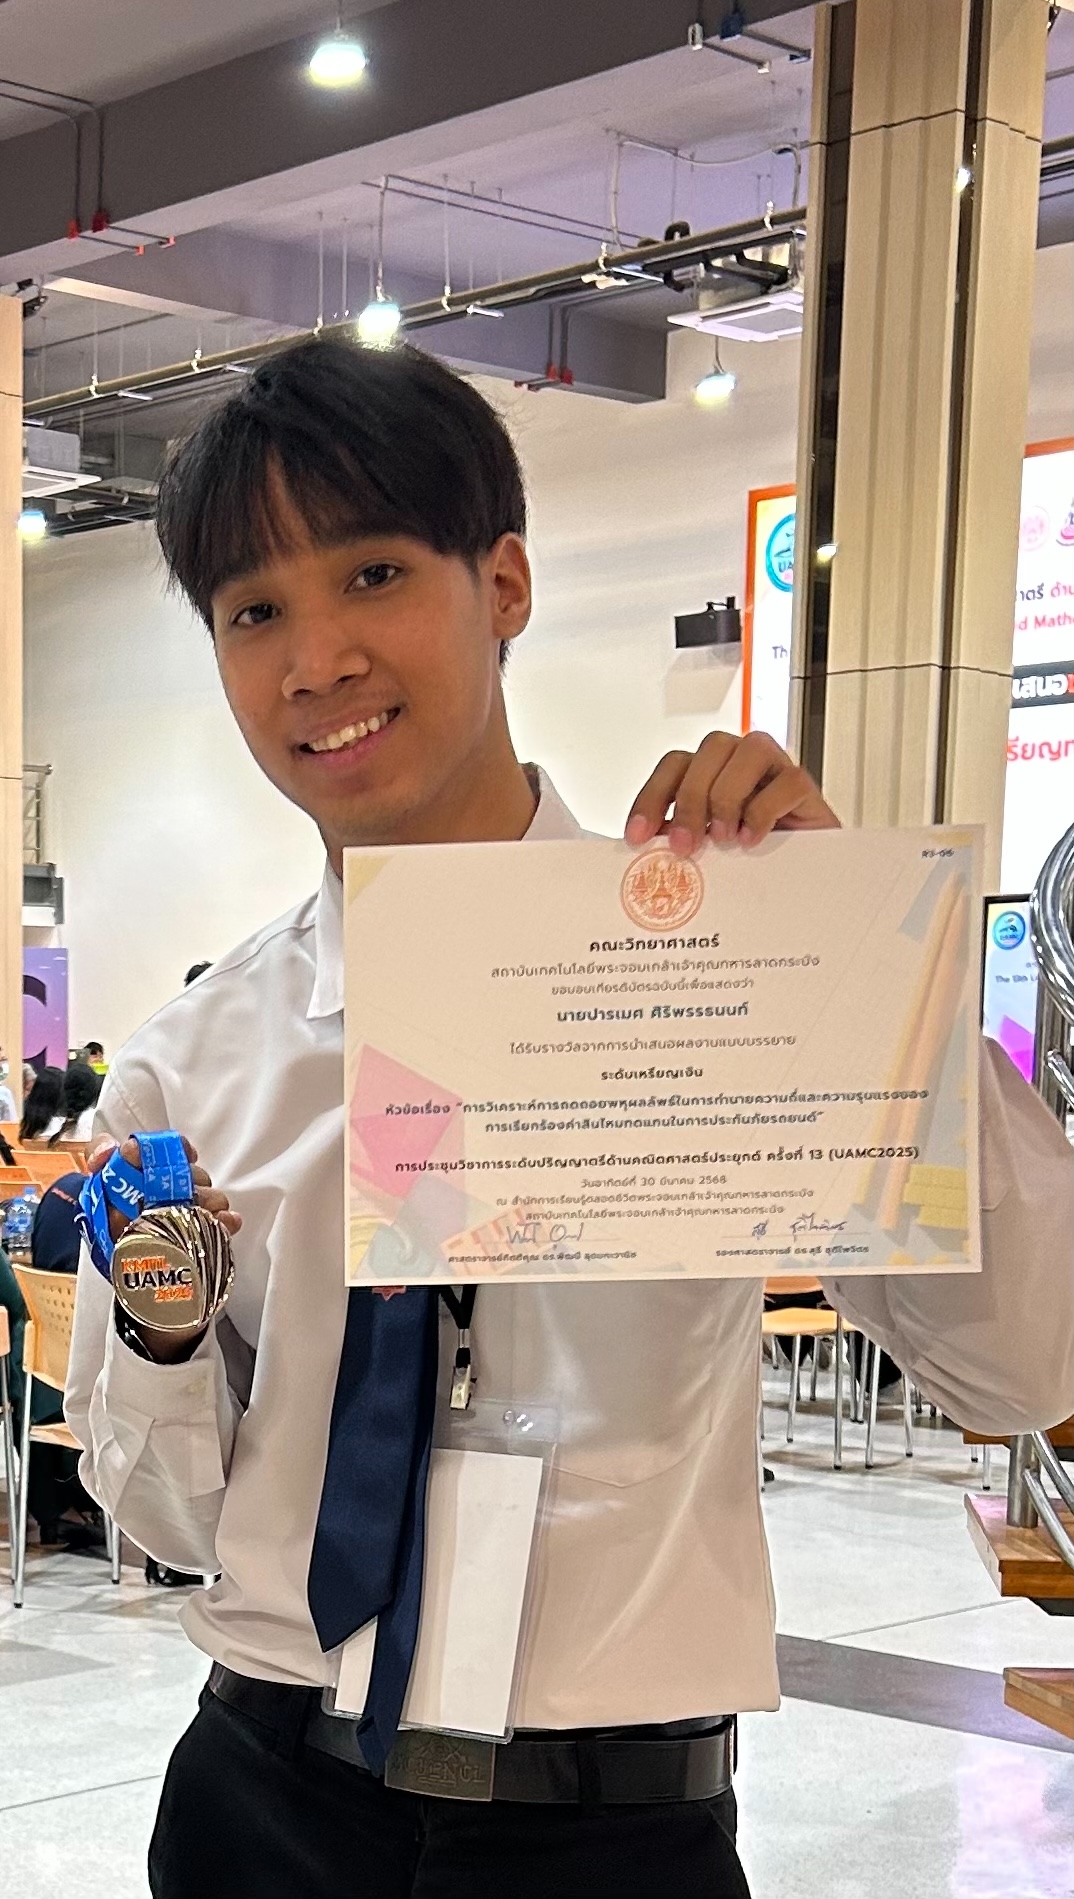 คณะวิทยาศาสตร์
สถาบันเทคโนโลยีพระจอมเกล้าเจ้าคุณทหารลาดกระบัง
ขอมอบเกียรติบัตรฉบับนี้เพื่อแสดงว่า
นายปารเมศ ศิริพรรธนนท์
ได้รับรางวัลจากการนำเสนอผลงานแบบบรรยาย
ระดับเหรียญเงิน
หัวข้อเรื่อง “การวิเคราะห์การถดถอยพหุผลลัพธ์ในการทำนายความถี่และความรุนแรงของ
การเรียกร้องค่าสินไหมทดแทนในการประกันภัยรถยนต์”
การประชุมวิชาการระดับปริญญาตรีด้านคณิตศาสตร์ประยุกต์ ครั้งที่ 13 (UAMC2025)
วันอาทิตย์ที่ 30 มีนาคม 2568
ณ สำนักการเรียนรู้ตลอดชีวิตพระจอมเกล้าเจ้าคุณทหารลาดกระบัง
สถาบันเทคโนโลยีพระจอมเกล้าเจ้าคุณทหารลาดกระบัง
KMITL
UAMC
2025